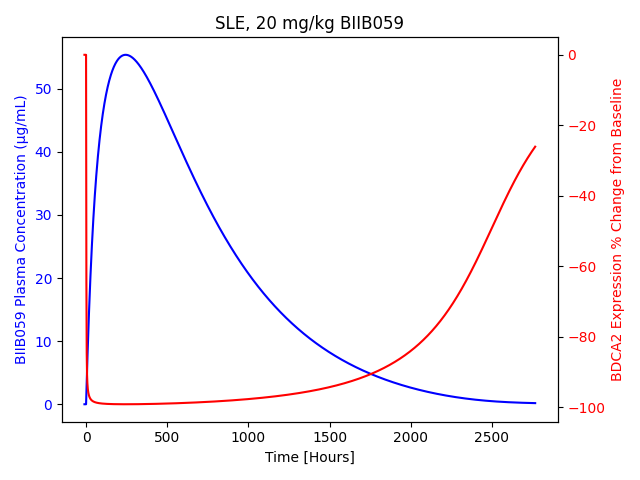 SLE, 20 mg/kg BIIB059
BIIB059 Plasma Concentration (μg/mL)
50
40
30
20
10
0
0
−20
−40
−60
−80
−100
BDCA2 Expression % Change from Baseline
0 500 1000 1500 2000 2500
Time [Hours]